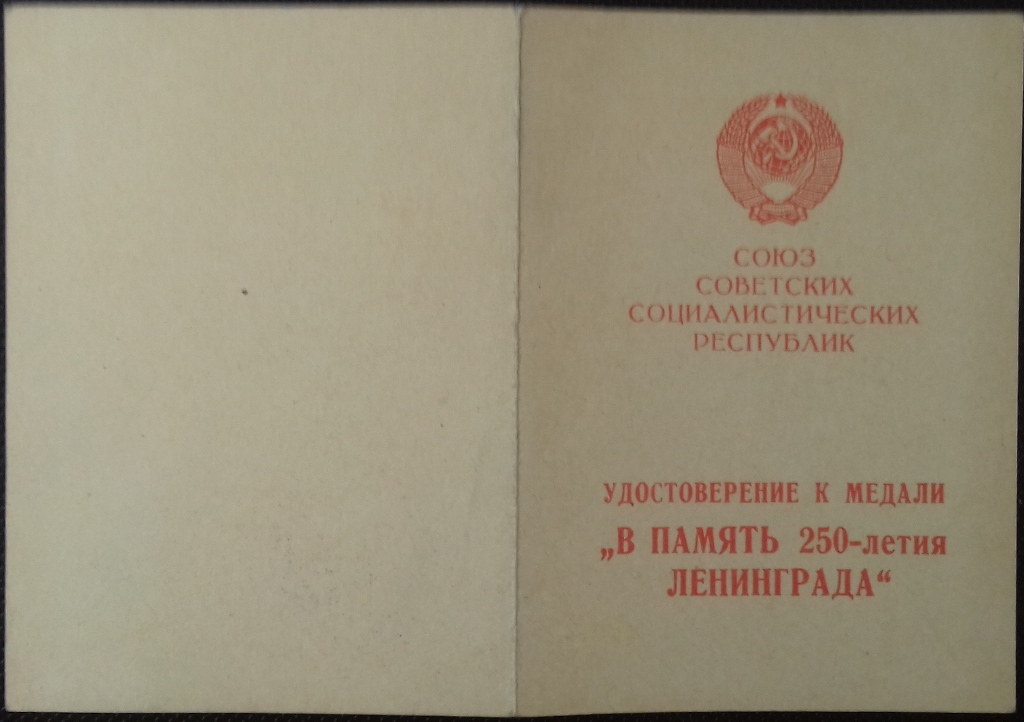 СОЮЗ
СОВЕТСКИХ
СОЦИАЛИСТИЧЕСКИХ
РЕСПУБЛИК
УДОСТОВЕРЕНИЕ К МЕДАЛИ
„В ПАМЯТЬ 250-летия
ЛЕНИНГРАДА“